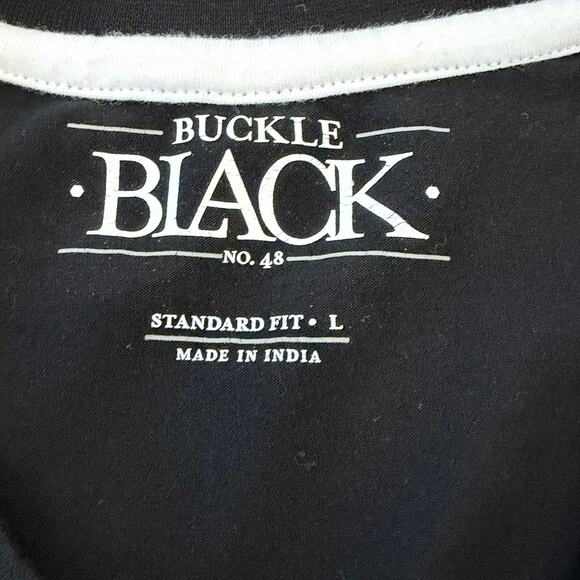 BUCKLE
• BLACK •
NO. 48
STANDARD FIT • L
MADE IN INDIA